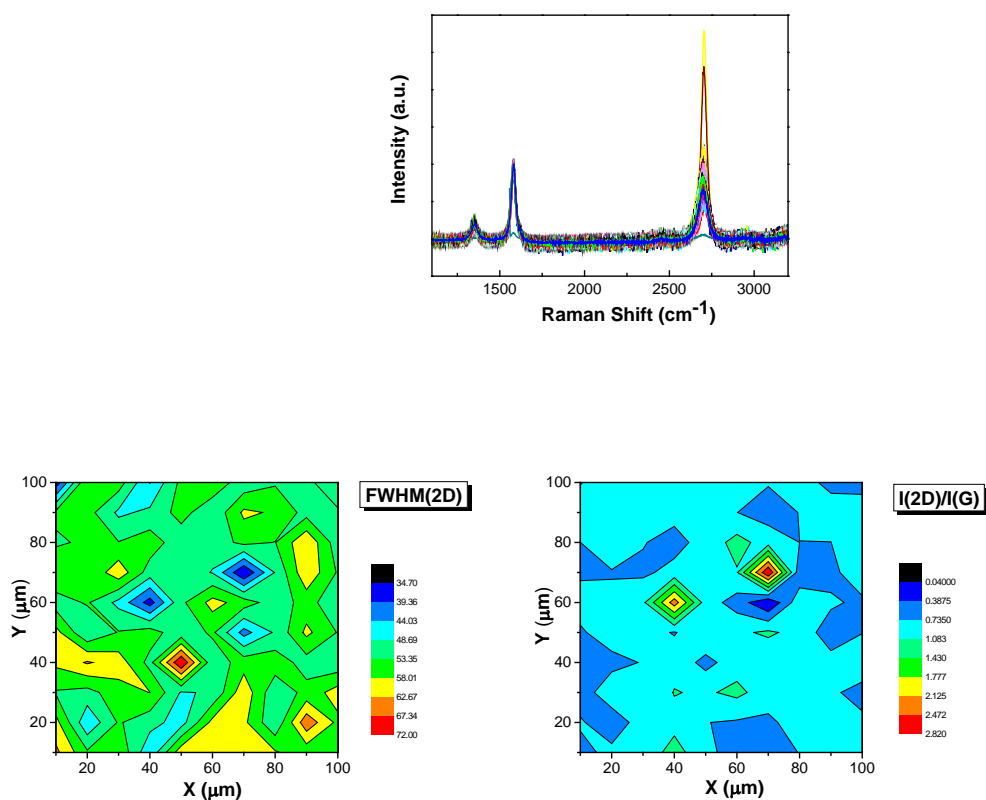 Intensity (a.u.)
1500 2000 2500 3000
Raman Shift (cm-1)
FWHM(2D)
100
80
60
40
20
Y (μm)
20 40 60 80 100
X (μm)
34.70
39.36
44.03
48.69
53.35
58.01
62.67
67.34
72.00
I(2D)/I(G)
100
80
60
40
20
Y (μm)
20 40 60 80 100
X (μm)
0.04000
0.3875
0.7350
1.083
1.430
1.777
2.125
2.472
2.820